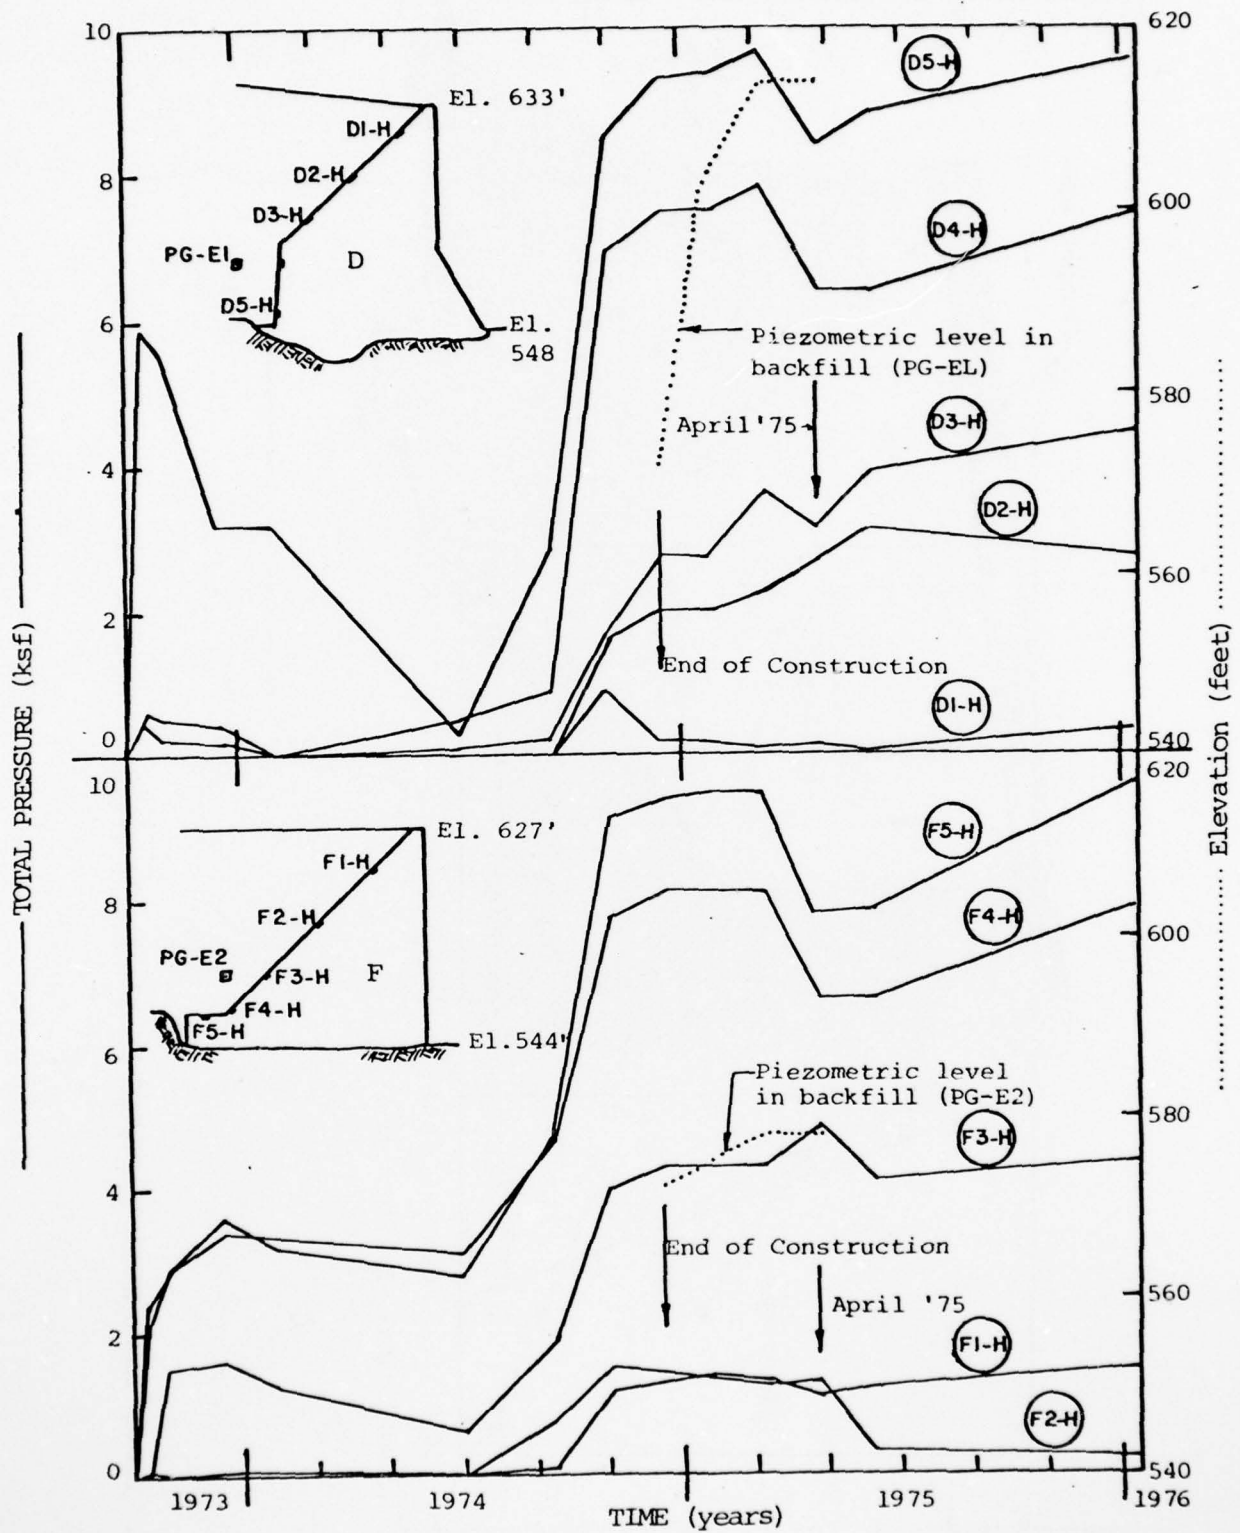 10
620
D5-H
El. 633'
D1-H
8
D2-H
600
D3-H
D4-H
PG-E1
D
D5-H
6
El.
548
Piezometric level in
backfill (PG-EL)
580
April '75
D3-H
4
D2-H
560
2
End of Construction
D1-H
0
540
TOTAL PRESSURE (ksf)
Elevation (feet)
10
620
El. 627'
F5-H
F1-H
8
F2-H
F4-H
600
PG-E2
F3-H
F
F4-H
F5-H
El.544'
6
Piezometric level
in backfill (PG-E2)
580
F3-H
4
End of Construction
560
April '75
2
F1-H
F2-H
0
540
1973
1974
1975
1976
TIME (years)